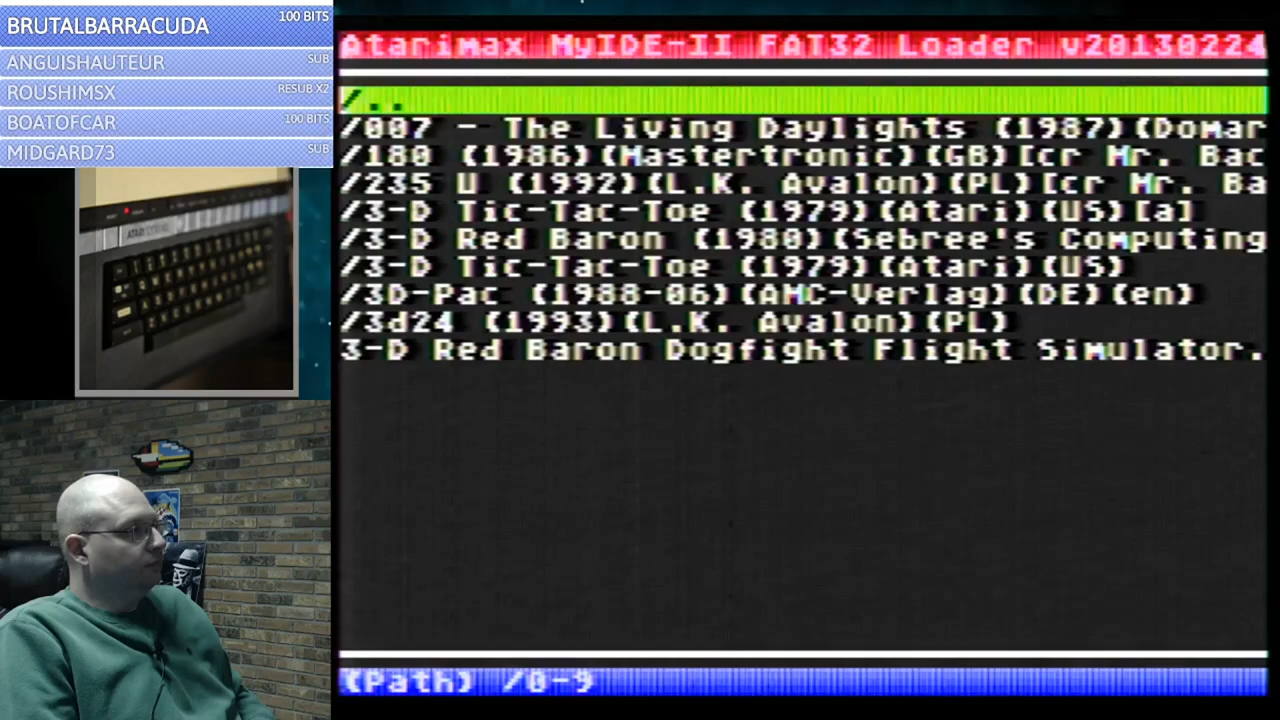 BRUTALBARRACUDA 100 BITS
ANGUISHAUTEUR SUB
ROUSHIMSX RESUB X2
BOATOFCAR 100 BITS
MIDGARD73 SUB
Atarimax MyIDE-II FAT32 Loader v20130224
/..
/007 - The Living Daylights (1987)(Domar
/180 (1986)(Mastertronic)(GB)[cr Mr. Bac
/235 U (1992)(L.K. Avalon)(PL)[cr Mr. Ba
/3-D Tic-Tac-Toe (1979)(Atari)(US)[a]
/3-D Red Baron (1980)(Sebree's Computing
/3-D Tic-Tac-Toe (1979)(Atari)(US)
/3D-Pac (1988-06)(AMC-Verlag)(DE)(en)
/3d24 (1993)(L.K. Avalon)(PL)
3-D Red Baron Dogfight Flight Simulator.
(Path) /0-9